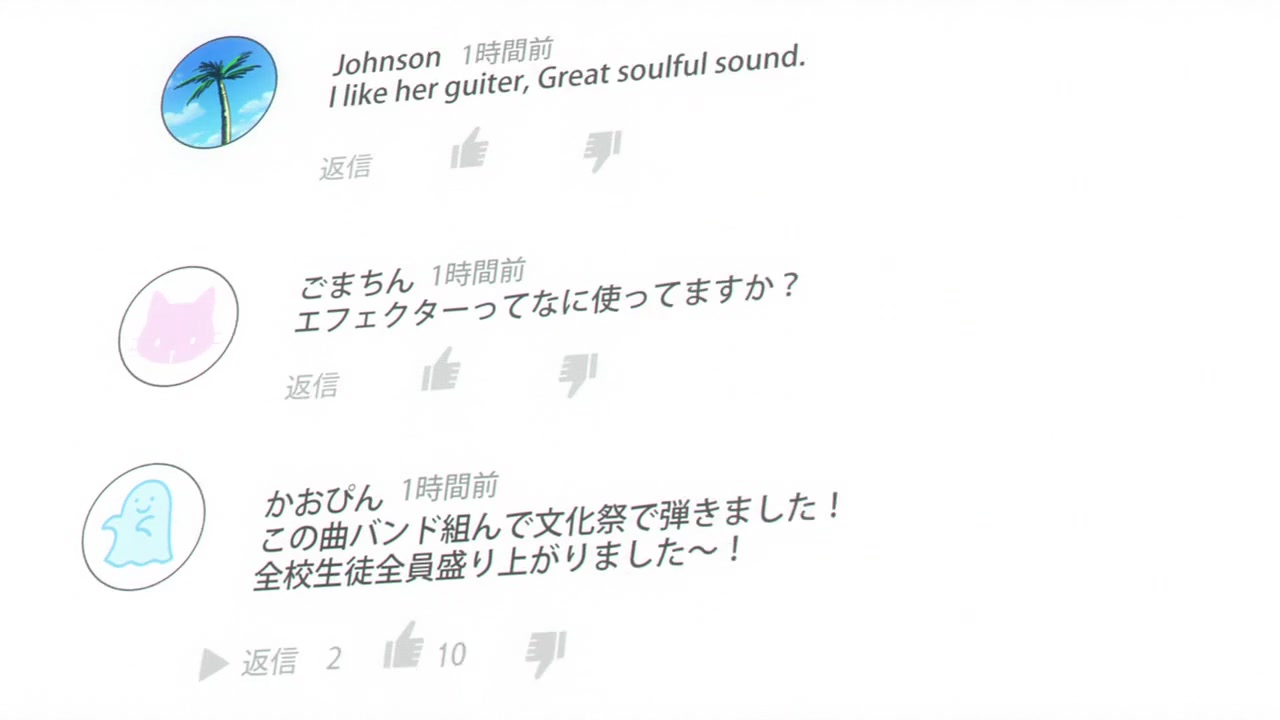 Johnson 1時間前
I like her guiter, Great soulful sound.
返信
ごまちん 1時間前
エフェクターってなに使ってますか？
返信
かおぴん 1時間前
この曲バンド組んで文化祭で弾きました！
全校生徒全員盛り上がりました〜！
返信 2 10